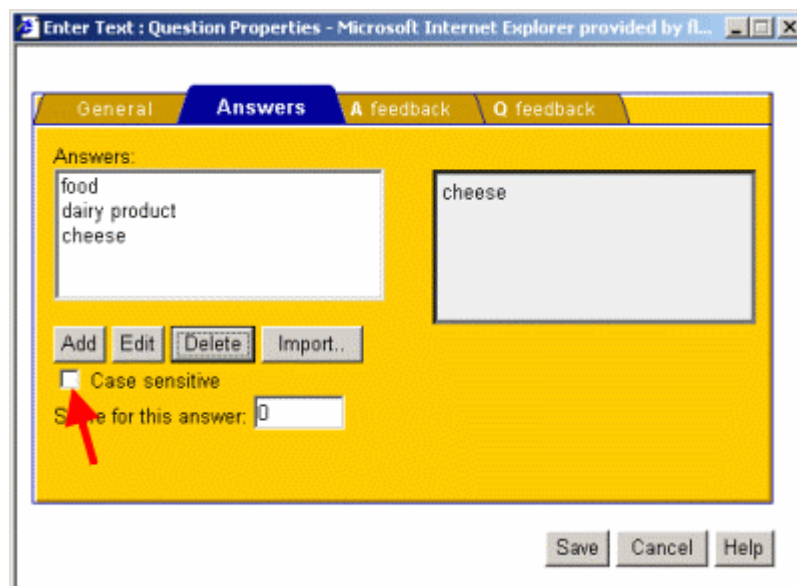 Enter Text : Question Properties - Microsoft Internet Explorer provided by fl...
General Answers A feedback Q feedback
Answers:
food
dairy product
cheese
cheese
Add Edit Delete Import..
Case sensitive
for this answer: 0
Save Cancel Help